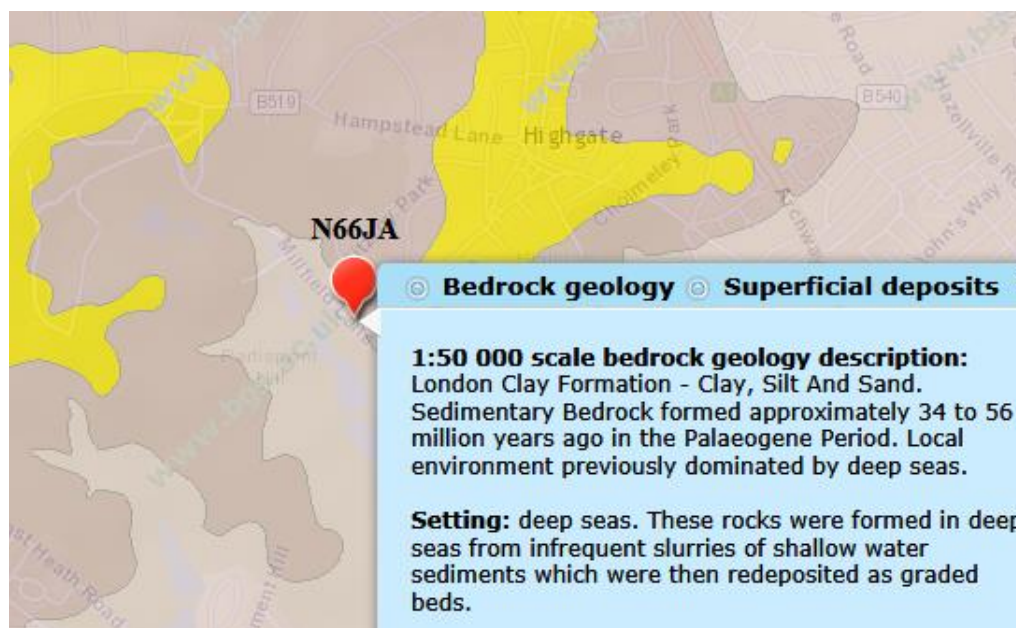 B519
Hampstead Lane
Highgate
B540
Cholmeley Park
Archway
N66JA
Bedrock geology
Superficial deposits
1:50 000 scale bedrock geology description:
London Clay Formation - Clay, Silt And Sand.
Sedimentary Bedrock formed approximately 34 to 56
million years ago in the Palaeogene Period. Local
environment previously dominated by deep seas.
Setting: deep seas. These rocks were formed in deep
seas from infrequent slurries of shallow water
sediments which were then redeposited as graded
beds.